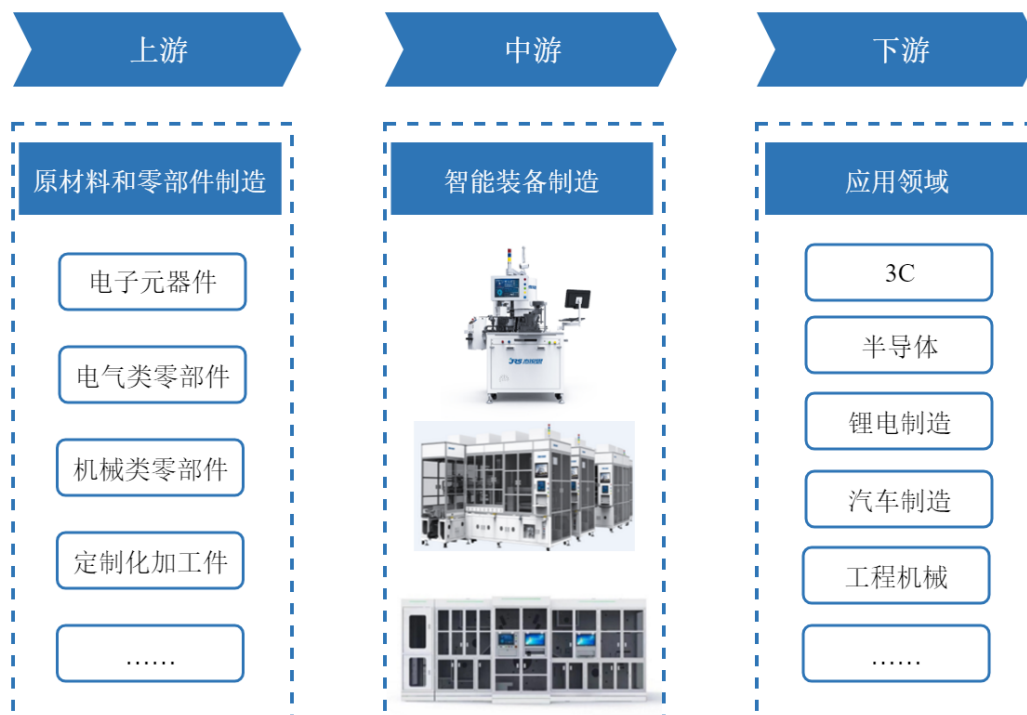 上游
中游
下游
原材料和零部件制造
智能装备制造
应用领域
电子元器件
电气类零部件
机械类零部件
定制化加工件
......
3C
半导体
锂电制造
汽车制造
工程机械
......